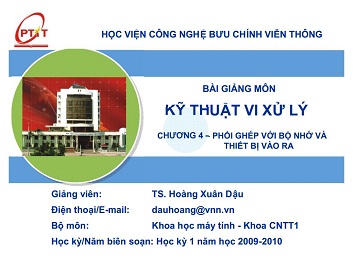 PTIT
HỌC VIỆN CÔNG NGHỆ BƯU CHÍNH VIỄN THÔNG
BÀI GIẢNG MÔN
KỸ THUẬT VI XỬ LÝ
CHƯƠNG 4 – PHỐI GHÉP VỚI BỘ NHỚ VÀ
THIẾT BỊ VÀO RA
Giảng viên: TS. Hoàng Xuân Dậu
Điện thoại/E-mail: dauhoang@vnn.vn
Bộ môn: Khoa học máy tính - Khoa CNTT1
Học kỳ/Năm biên soạn: Học kỳ 1 năm học 2009-2010